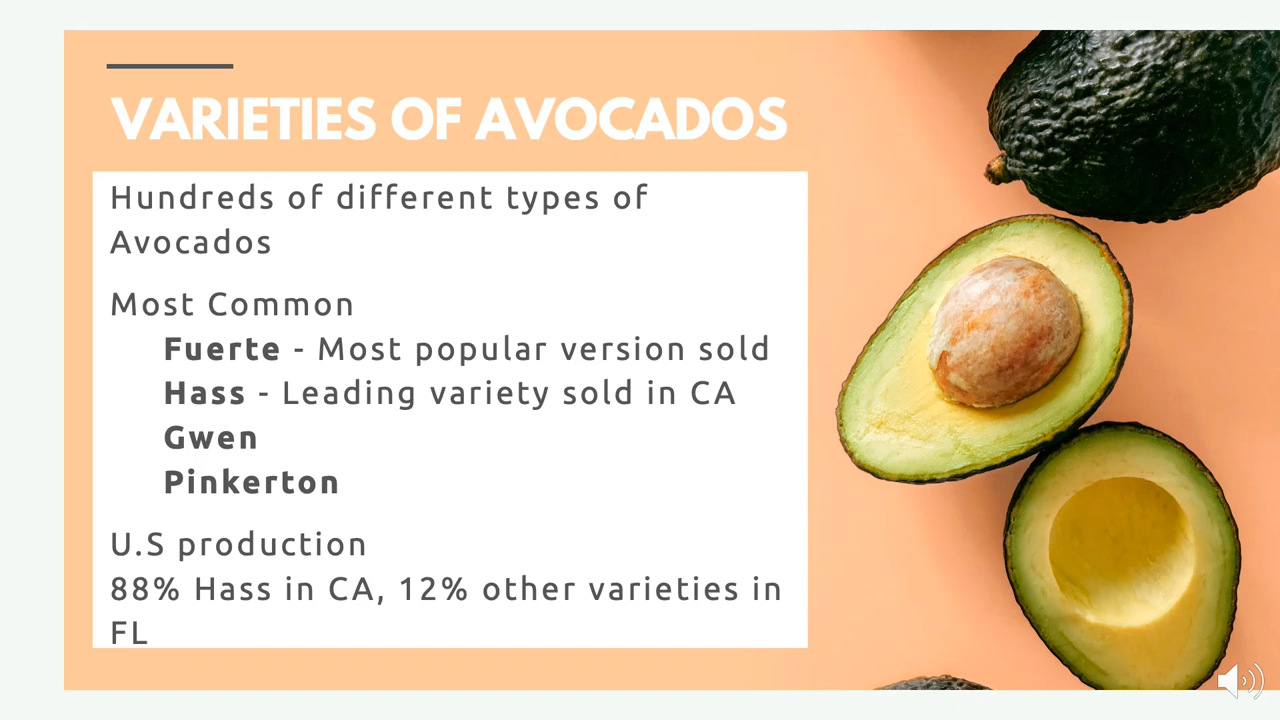 VARIETIES OF AVOCADOS
Hundreds of different types of
Avocados
Most Common
Fuerte - Most popular version sold
Hass - Leading variety sold in CA
Gwen
Pinkerton
U.S production
88% Hass in CA, 12% other varieties in
FL